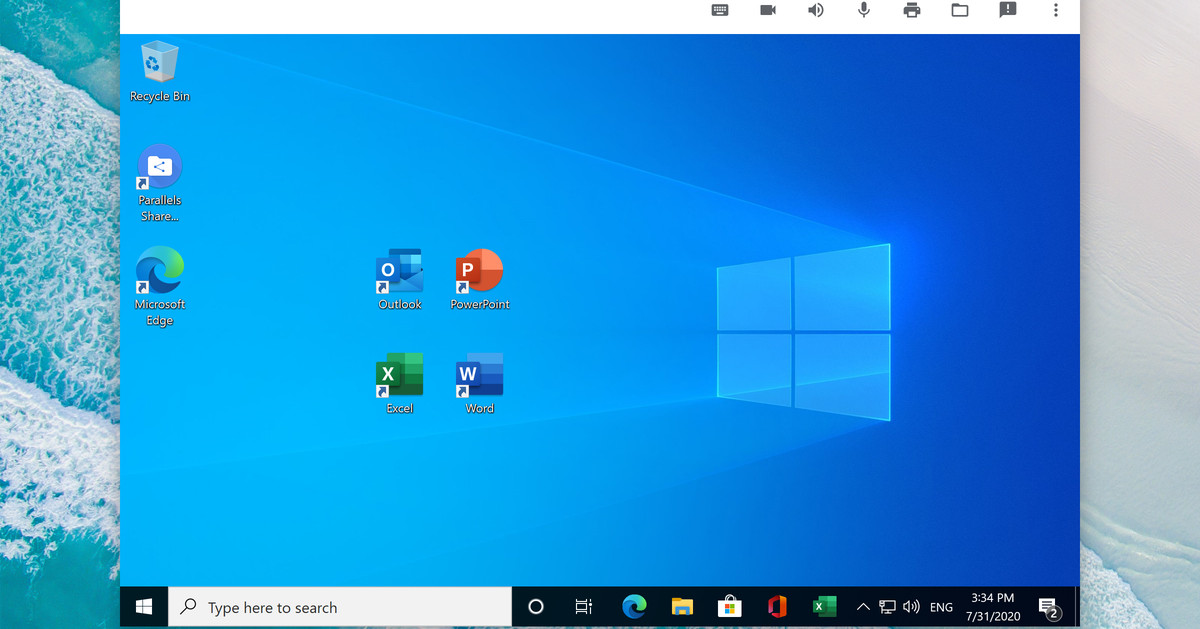 Recycle Bin
Parallels
Share...
Microsoft
Edge
O
Outlook
P
PowerPoint
X
Excel
W
Word
Type here to search
X
ENG
3:34 PM
7/31/2020
2